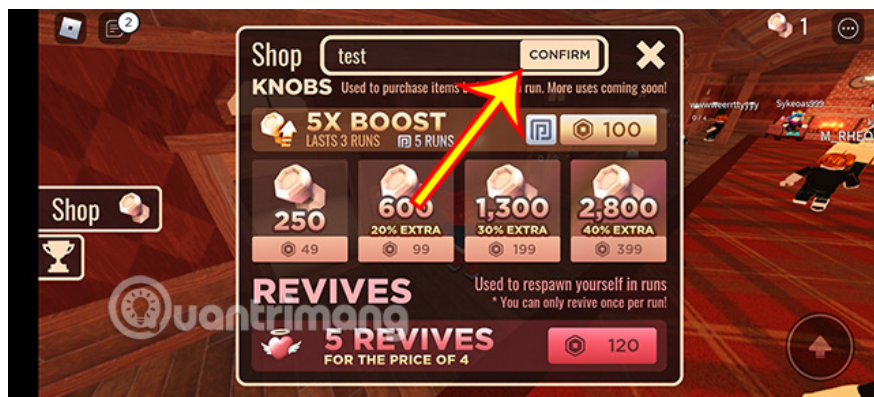 2
1
Shop test CONFIRM
KNOBS Used to purchase items run. More uses coming soon!
5X BOOST
LASTS 3 RUNS 5 RUNS
100
wwwweerrttyyyy Sykeoas999
0/4
M_RHEO
250 600 1,300 2,800
20% EXTRA 30% EXTRA 40% EXTRA
49 99 199 399
Shop
REVIVES Used to respawn yourself in runs
* You can only revive once per run!
Quantrimang
5 REVIVES
FOR THE PRICE OF 4
120